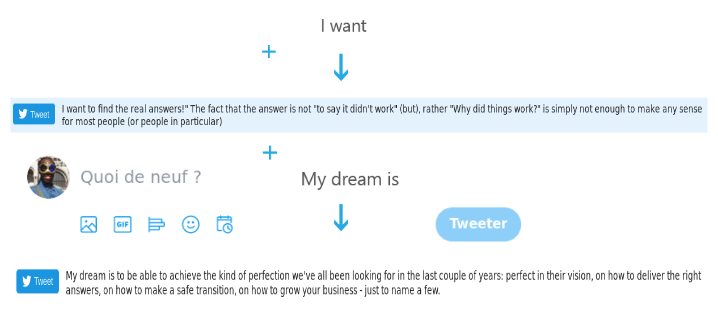 I want
Tweet
I want to find the real answers!" The fact that the answer is not "to say it didn't work" (but), rather "Why did things work?" is simply not enough to make any sense
for most people (or people in particular)
Quoi de neuf ?
My dream is
GIF
Tweeter
Tweet
My dream is to be able to achieve the kind of perfection we've all been looking for in the last couple of years: perfect in their vision, on how to deliver the right
answers, on how to make a safe transition, on how to grow your business - just to name a few.